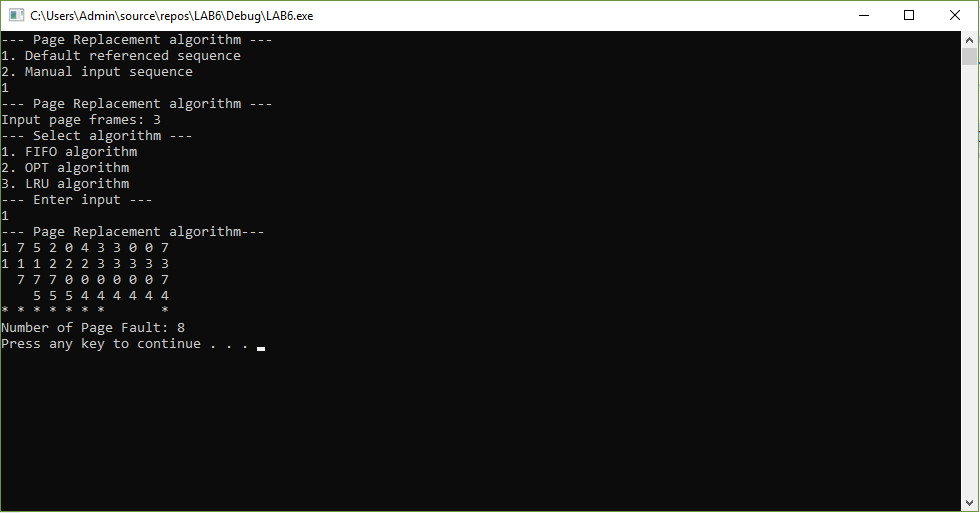 C:\Users\Admin\source\repos\LAB6\Debug\LAB6.exe
--- Page Replacement algorithm ---
1. Default referenced sequence
2. Manual input sequence
1
--- Page Replacement algorithm ---
Input page frames: 3
--- Select algorithm ---
1. FIFO algorithm
2. OPT algorithm
3. LRU algorithm
--- Enter input ---
1
--- Page Replacement algorithm---
1 7 5 2 0 4 3 3 0 0 7
1 1 1 2 2 2 3 3 3 3 3
  7 7 7 0 0 0 0 0 0 7
    5 5 5 4 4 4 4 4 4
* * * * * * *       *
Number of Page Fault: 8
Press any key to continue . . .